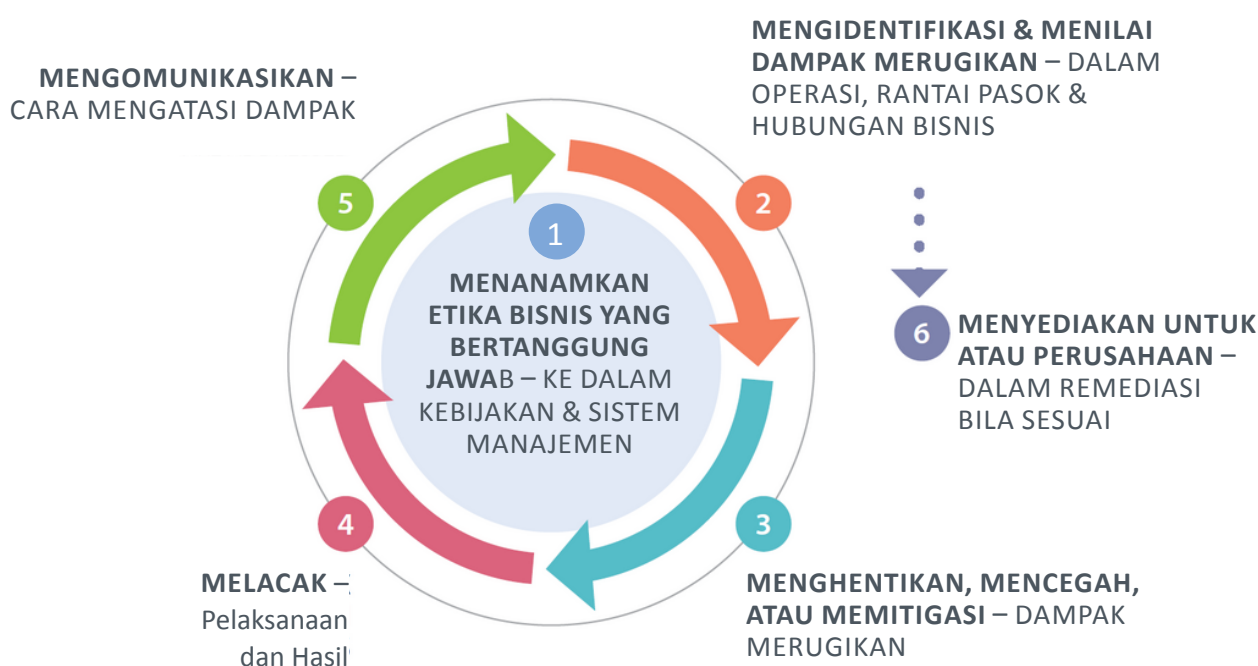 MENGOMUNIKASIKAN –
CARA MENGATASI DAMPAK
MENGIDENTIFIKASI & MENILAI
DAMPAK MERUGIKAN – DALAM
OPERASI, RANTAI PASOK &
HUBUNGAN BISNIS
5
2
1
MENANAMKAN
ETIKA BISNIS YANG
BERTANGGUNG
JAWAB – KE DALAM
KEBIJAKAN & SISTEM
MANAJEMEN
6
MENYEDIAKAN UNTUK
ATAU PERUSAHAAN –
DALAM REMEDIASI
BILA SESUAI
4
3
MELACAK –
Pelaksanaan
dan Hasil
MENGHENTIKAN, MENCEGAH,
ATAU MEMITIGASI – DAMPAK
MERUGIKAN